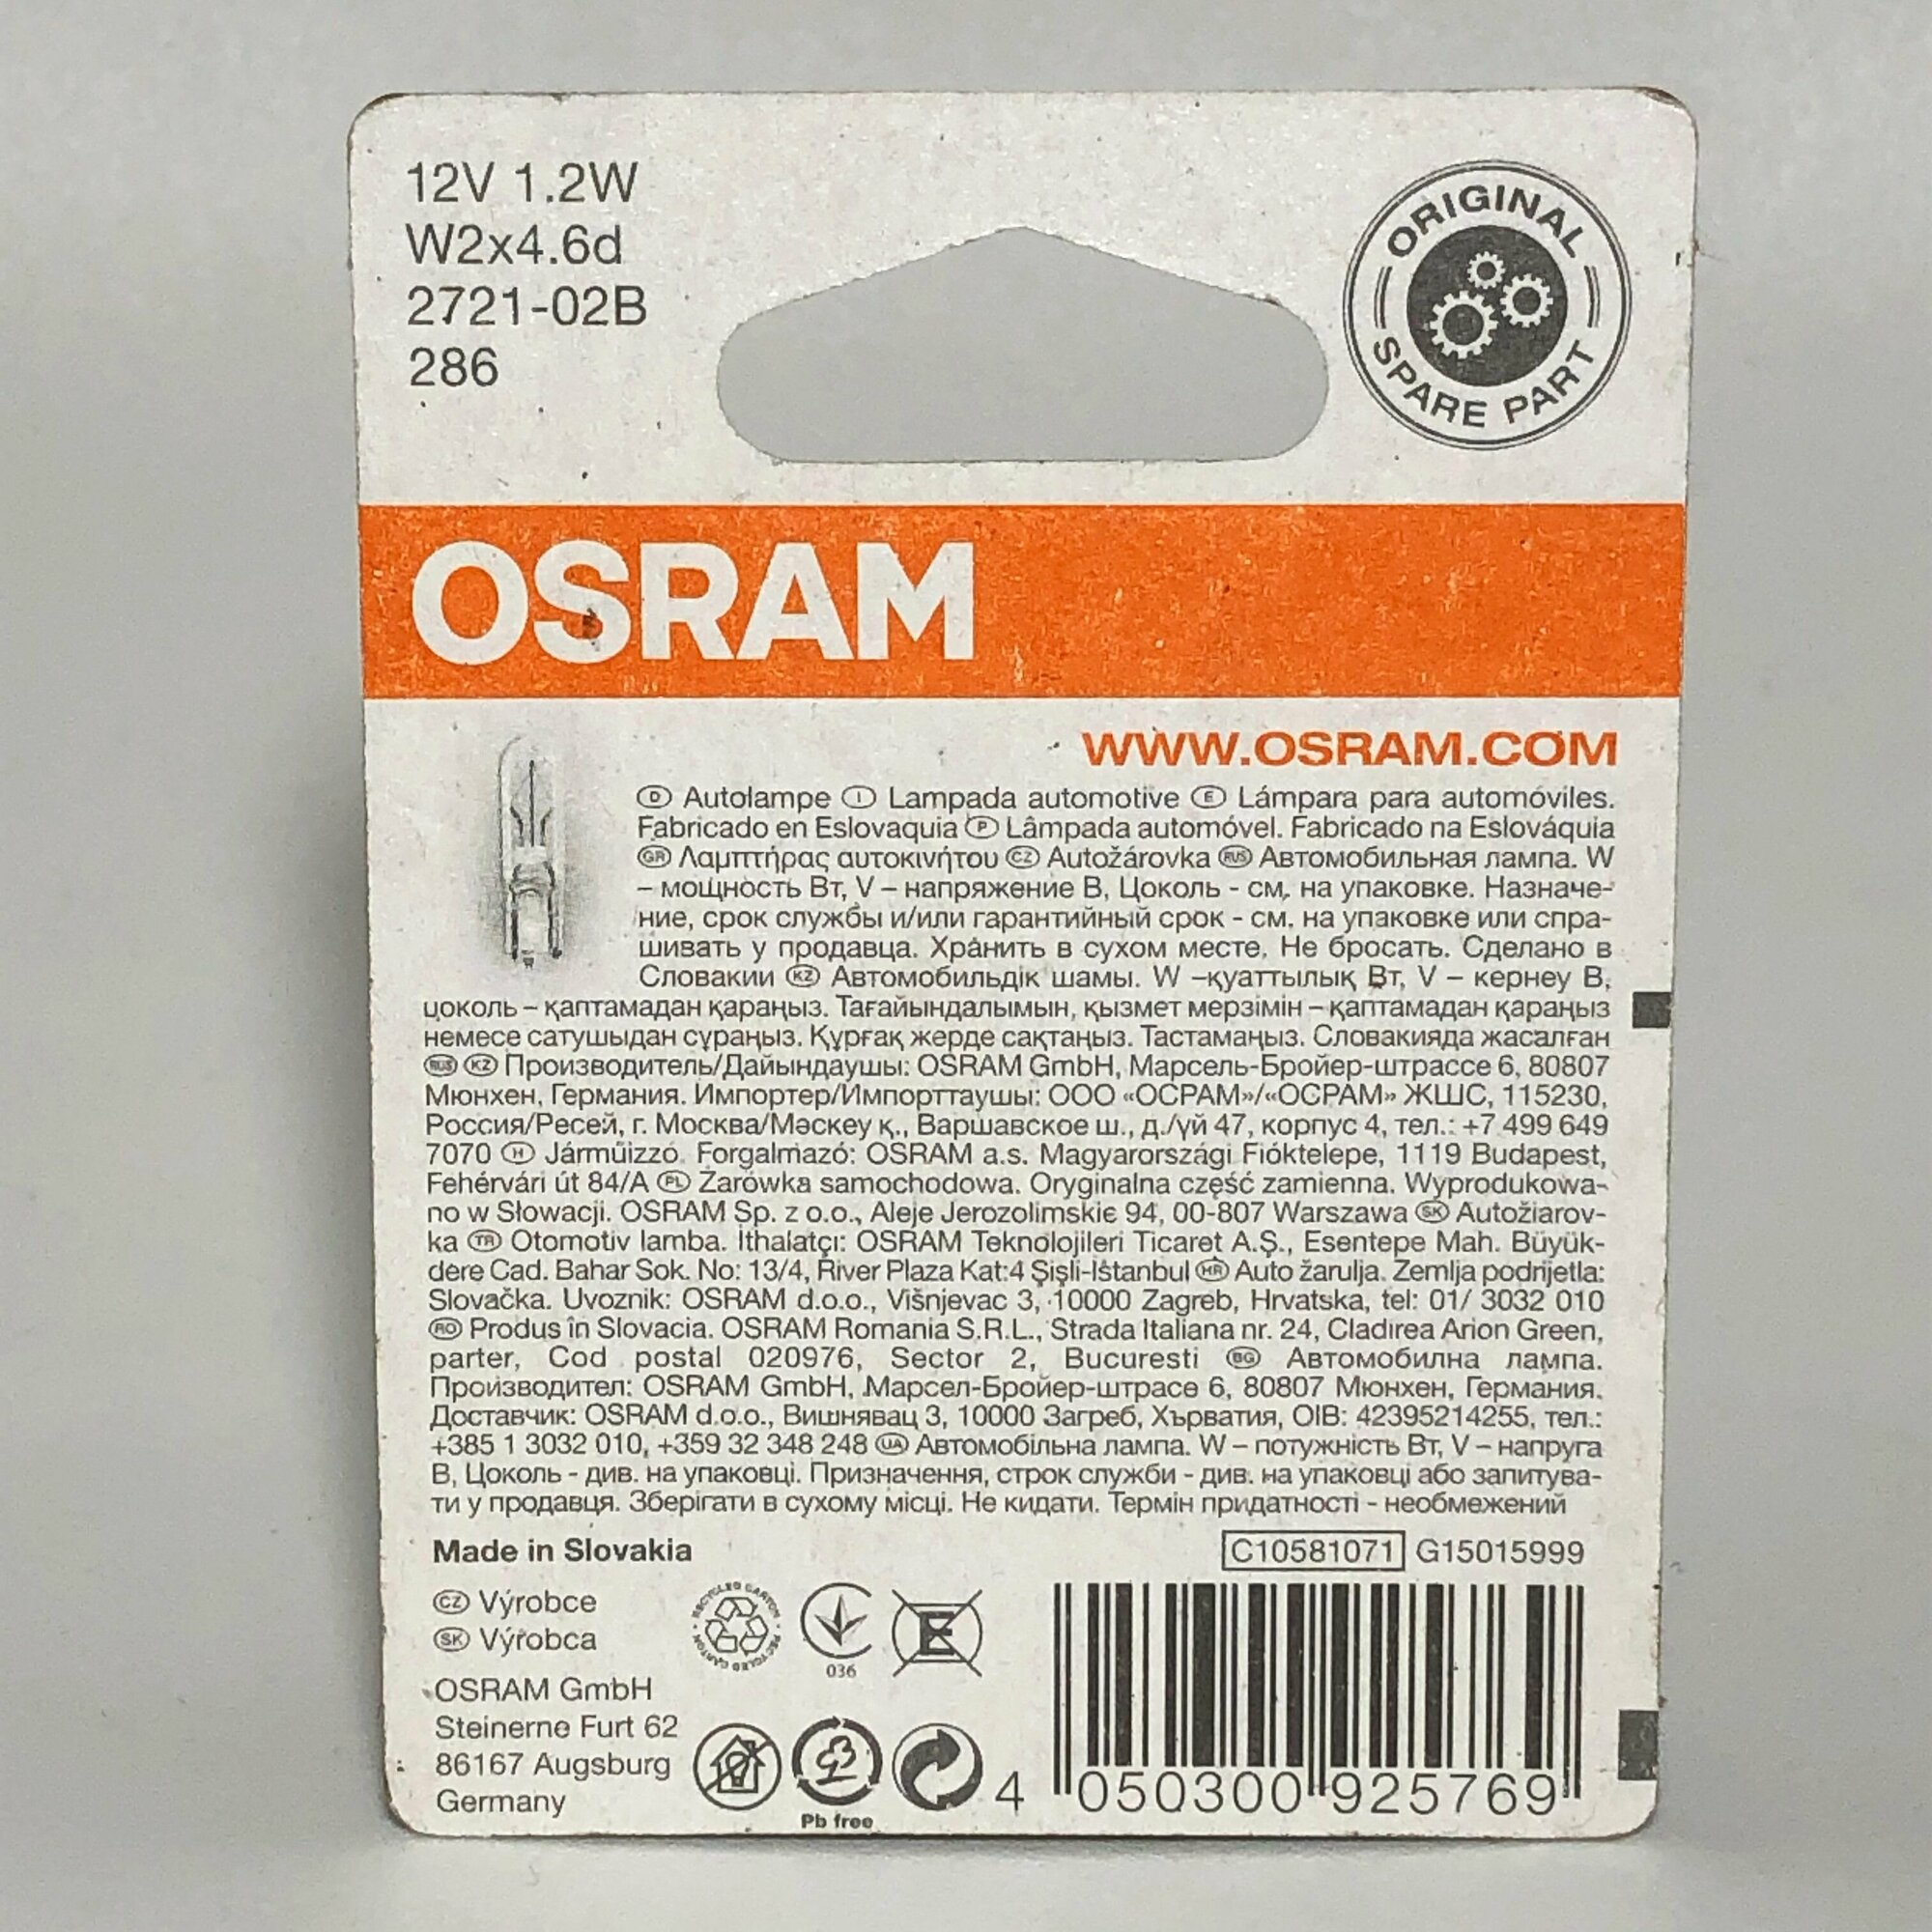 12V 1.2W
W2x4.6d
2721-02B
286
ORIGINAL
SPARE PART
OSRAM
WWW.OSRAM.COM
D Autolampe I Lampada automotive E Lámpara para automóviles.
Fabricado en Eslovaquia P Lâmpada automóvel. Fabricado na Eslováquia
GR Λαμπτήρας αυτοκινήτου CZ Autožárovka RUS Автомобильная лампа. W
– мощность Вт, V – напряжение В, Цоколь - см. на упаковке. Назначе-
ние, срок службы и/или гарантийный срок - см. на упаковке или спра-
шивать у продавца. Хранить в сухом месте. Не бросать. Сделано в
Словакии KZ Автомобильдік шамы. W –қуаттылық Вт, V – кернеу В,
цоколь – қаптамадан қараңыз. Тағайындалымын, қызмет мерзімін – қаптамадан қараңыз
немесе сатушыдан сұраңыз. Құрғақ жерде сақтаңыз. Тастамаңыз. Словакияда жасалған
RUS KZ Производитель/Дайындаушы: OSRAM GmbH, Марсель-Бройер-штрассе 6, 80807
Мюнхен, Германия. Импортер/Импорттаушы: ООО «ОСРАМ»/«ОСРАМ» ЖШС, 115230,
Россия/Ресей, г. Москва/Мәскеу қ., Варшавское ш., д./үй 47, корпус 4, тел.: +7 499 649
7070 H Járműizzó. Forgalmazó: OSRAM a.s. Magyarországi Fióktelepe, 1119 Budapest,
Fehérvári út 84/A PL Żarówka samochodowa. Oryginalna część zamienna. Wyprodukowa-
no w Słowacji. OSRAM Sp. z o.o., Aleje Jerozolimskie 94, 00-807 Warszawa SK Autožiarov-
ka TR Otomotiv lamba. İthalatçı: OSRAM Teknolojileri Ticaret A.Ş., Esentepe Mah. Büyük-
dere Cad. Bahar Sok. No: 13/4, River Plaza Kat:4 Şişli-İstanbul HR Auto žarulja. Zemlja podrijetla:
Slovačka. Uvoznik: OSRAM d.o.o., Višnjevac 3, 10000 Zagreb, Hrvatska, tel: 01/ 3032 010
RO Produs în Slovacia. OSRAM Romania S.R.L., Strada Italiana nr. 24, Cladirea Arion Green,
parter, Cod postal 020976, Sector 2, Bucuresti BG Автомобилна лампа.
Производител: OSRAM GmbH, Марсел-Бройер-штрасе 6, 80807 Мюнхен, Германия.
Доставчик: OSRAM d.o.o., Вишнявац 3, 10000 Загреб, Хърватия, OIB: 42395214255, тел.:
+385 1 3032 010, +359 32 348 248 UA Автомобільна лампа. W – потужність Вт, V – напруга
В, Цоколь - див. на упаковці. Призначення, строк служби - див. на упаковці або запитува-
ти у продавця. Зберігати в сухому місці. Не кидати. Термін придатності - необмежений
Made in Slovakia
C10581071 G15015999
CZ Výrobce
SK Výrobca
RECYCLED CARTON · RECYCLED CARTON ·
036
E
OSRAM GmbH
Steinerne Furt 62
86167 Augsburg
Germany
Pb free
4 050300 925769